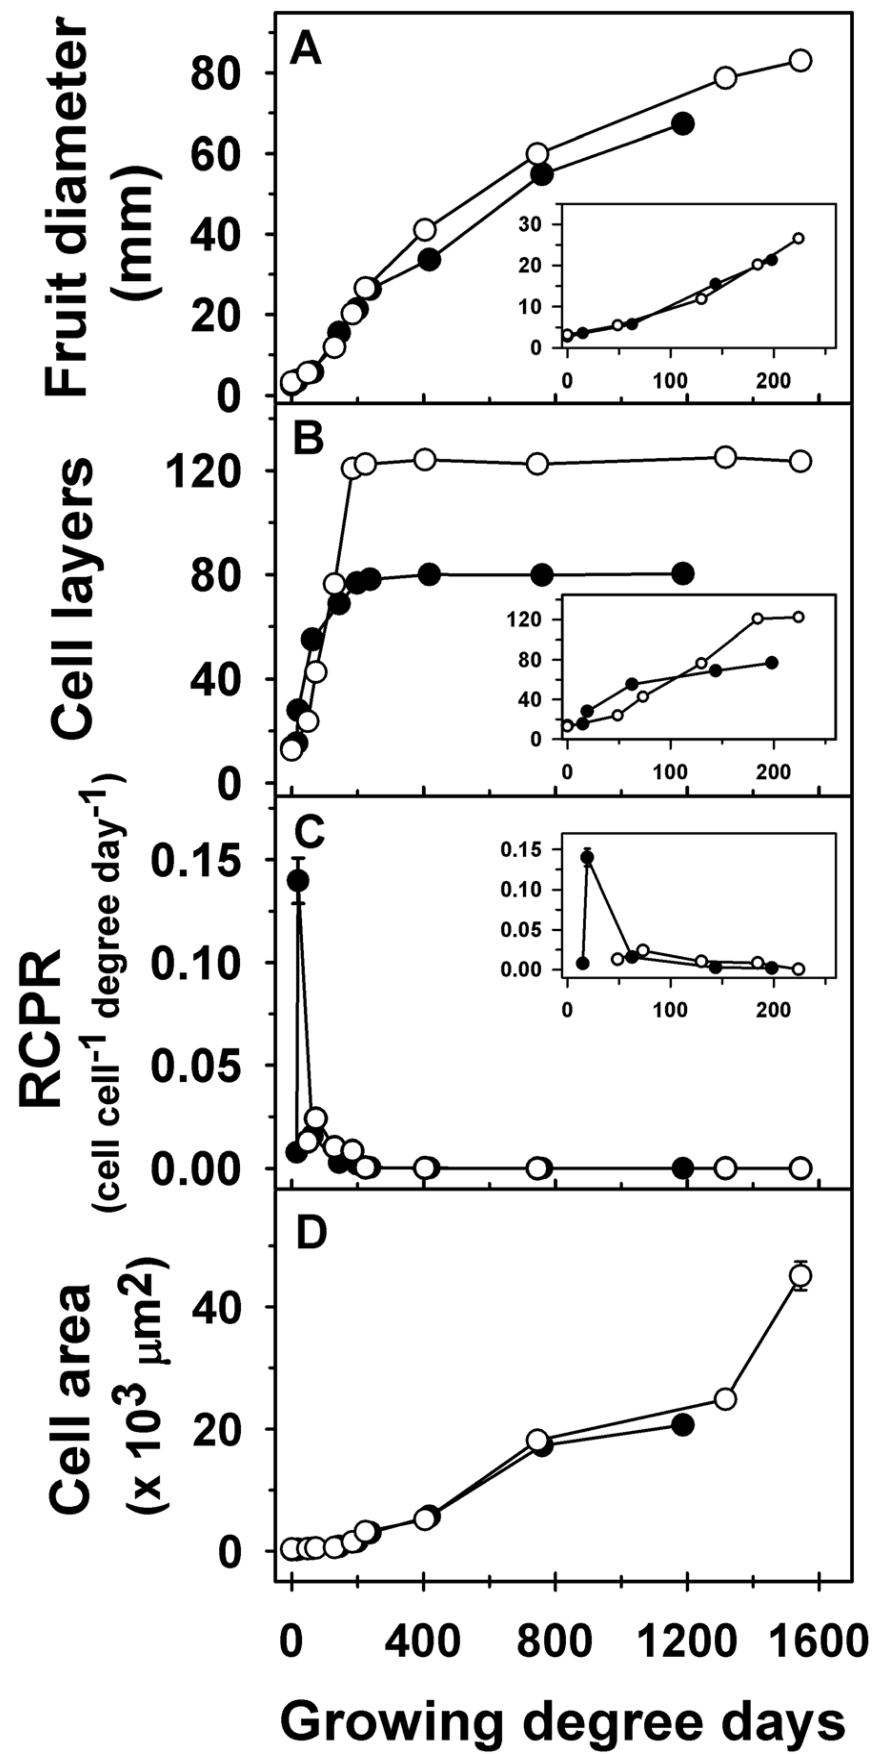 A
Fruit diameter
(mm)
80
60
40
20
0
30
20
10
0
0 100 200
B
Cell layers
120
80
40
0
120
80
40
0
0 100 200
C
RCPR
(cell cell⁻¹ degree day⁻¹)
0.15
0.10
0.05
0.00
0.15
0.10
0.05
0.00
0 100 200
D
Cell area
(x 10³ μm²)
40
20
0
0 400 800 1200 1600
Growing degree days